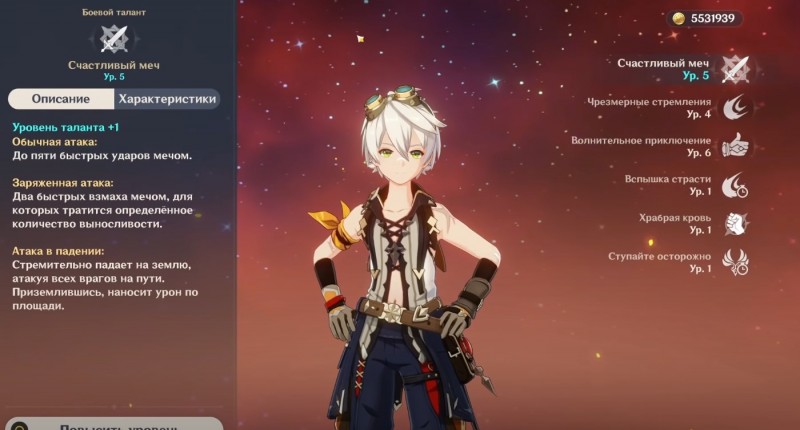 Боевой талант
Счастливый меч
Ур. 5
Описание
Характеристики
Уровень таланта +1
Обычная атака:
До пяти быстрых ударов мечом.
Заряженная атака:
Два быстрых взмаха мечом, для
которых тратится определённое
количество выносливости.
Атака в падении:
Стремительно падает на землю,
атакуя всех врагов на пути.
Приземлившись, наносит урон по
площади.
Повысить уровень
5531939
Счастливый меч
Ур. 5
Чрезмерные стремления
Ур. 4
Волнительное приключение
Ур. 6
Вспышка страсти
Ур. 1
Храбрая кровь
Ур. 1
Ступайте осторожно
Ур. 1